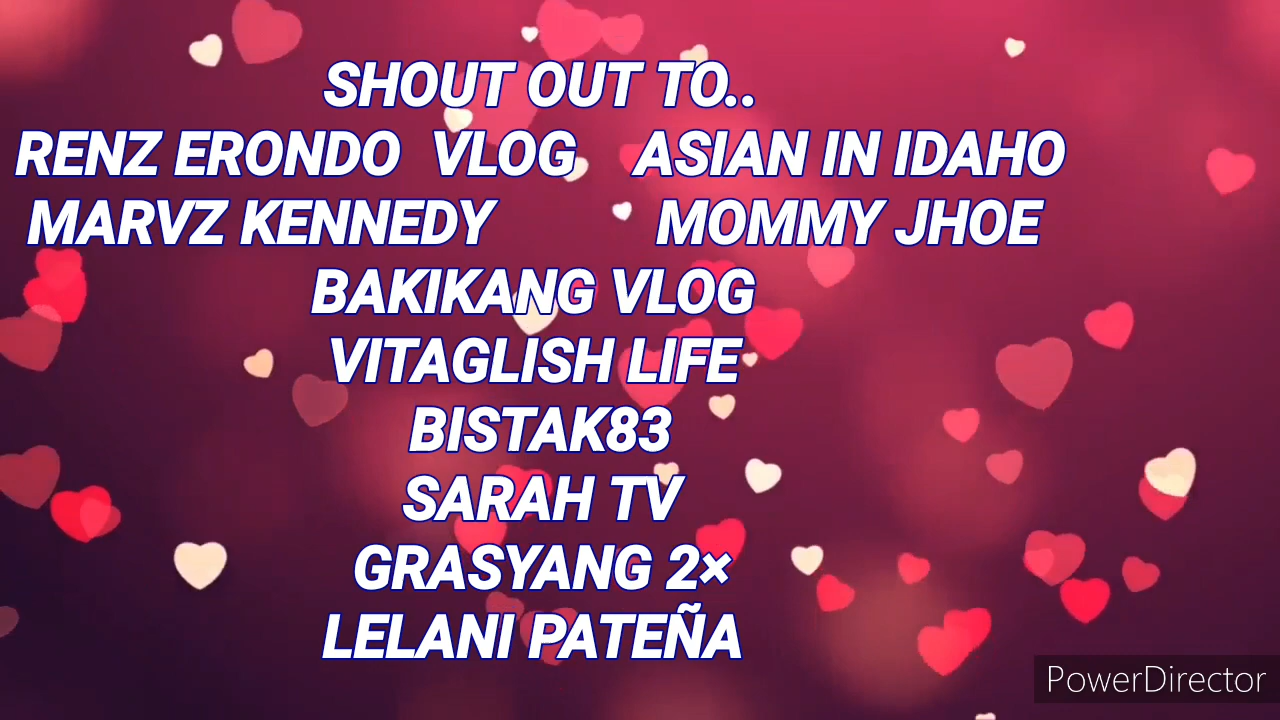 SHOUT OUT TO..
RENZ ERONDO VLOG ASIAN IN IDAHO
MARVZ KENNEDY MOMMY JHOE
BAKIKANG VLOG
VITAGLISH LIFE
BISTAK83
SARAH TV
GRASYANG 2×
LELANI PATEÑA
PowerDirector